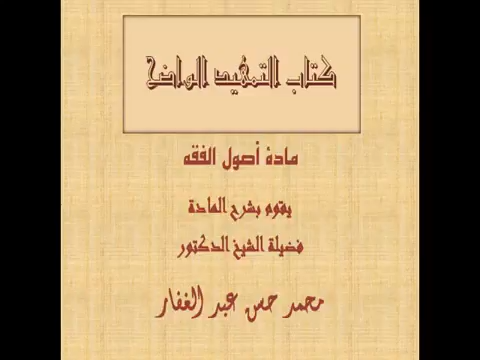 كتاب التمهيد الواضح
مادة أصول الفقه
يقوم بشرح المادة
فضيلة الشيخ الدكتور
محمد حسن عبد الغفار